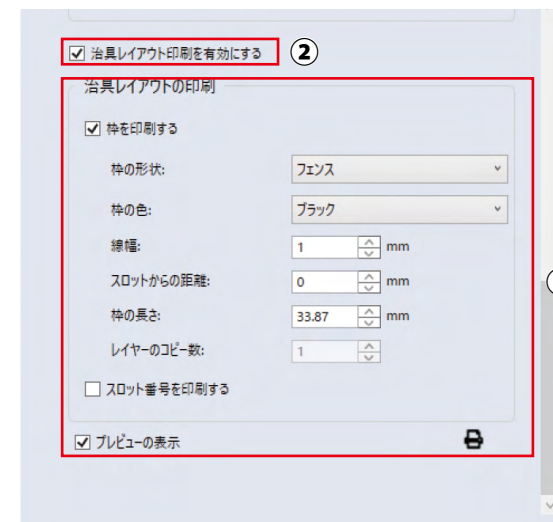 治具レイアウト印刷を有効にする ②
治具レイアウトの印刷
枠を印刷する
枠の形状: フェンス
枠の色: ブラック
線幅: 1 mm
スロットからの距離: 0 mm
枠の長さ: 33.87 mm
レイヤーのコピー数: 1
スロット番号を印刷する
プレビューの表示